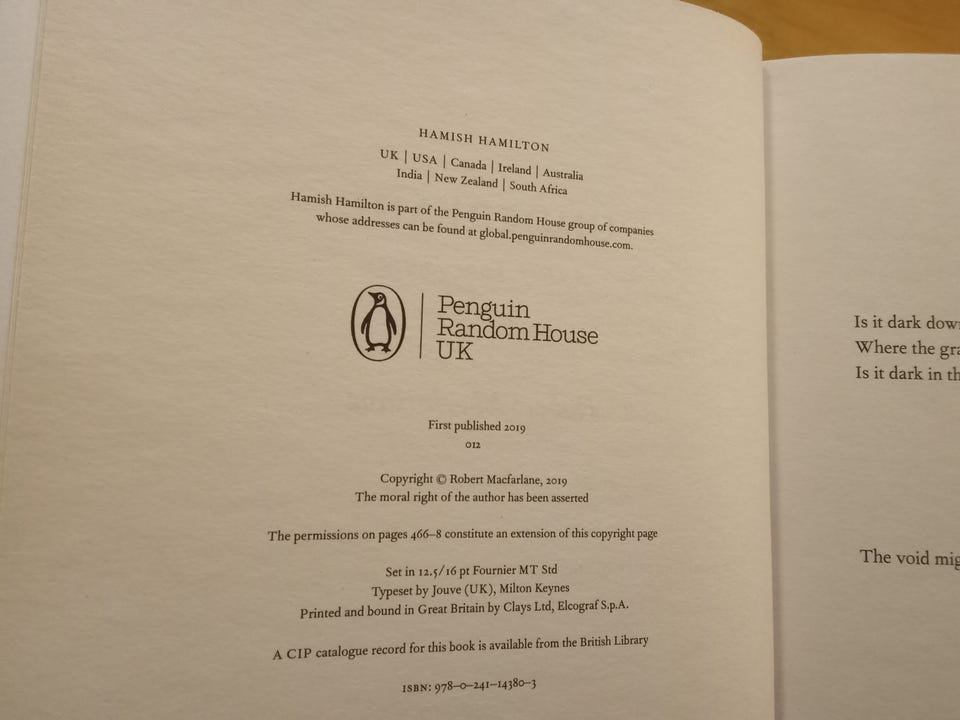 HAMISH HAMILTON
UK | USA | Canada | Ireland | Australia
India | New Zealand | South Africa
Hamish Hamilton is part of the Penguin Random House group of companies
whose addresses can be found at global.penguinrandomhouse.com.
Penguin
Random House
UK
First published 2019
012
Copyright © Robert Macfarlane, 2019
The moral right of the author has been asserted
The permissions on pages 466–8 constitute an extension of this copyright page
Set in 12.5/16 pt Fournier MT Std
Typeset by Jouve (UK), Milton Keynes
Printed and bound in Great Britain by Clays Ltd, Elcograf S.p.A.
A CIP catalogue record for this book is available from the British Library
ISBN: 978–0–241–14380–3
Is it dark
Where the
Is it dark in
The void